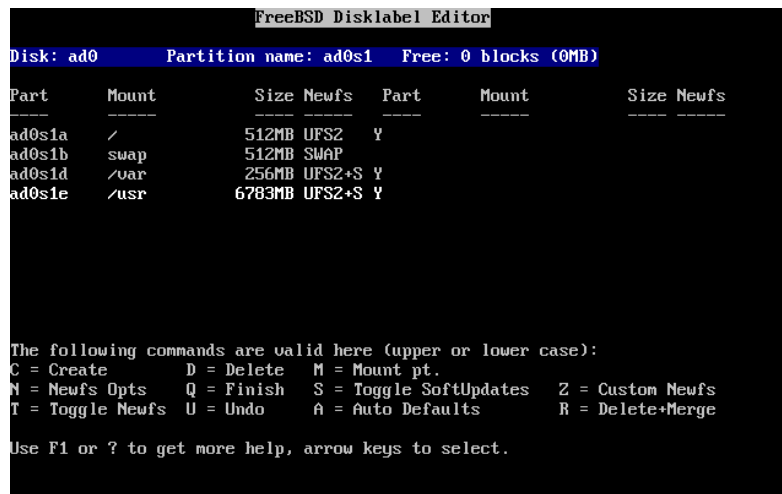 FreeBSD Disklabel Editor
Disk: ad0 Partition name: ad0s1 Free: 0 blocks (0MB)
Part Mount Size Newfs Part Mount Size Newfs
---- ----- ---- ----- ---- ----- ---- -----
ad0s1a / 512MB UFS2 Y
ad0s1b swap 512MB SWAP
ad0s1d /var 256MB UFS2+S Y
ad0s1e /usr 6783MB UFS2+S Y
The following commands are valid here (upper or lower case):
C = Create D = Delete M = Mount pt.
N = Newfs Opts Q = Finish S = Toggle SoftUpdates Z = Custom Newfs
T = Toggle Newfs U = Undo A = Auto Defaults R = Delete+Merge
Use F1 or ? to get more help, arrow keys to select.